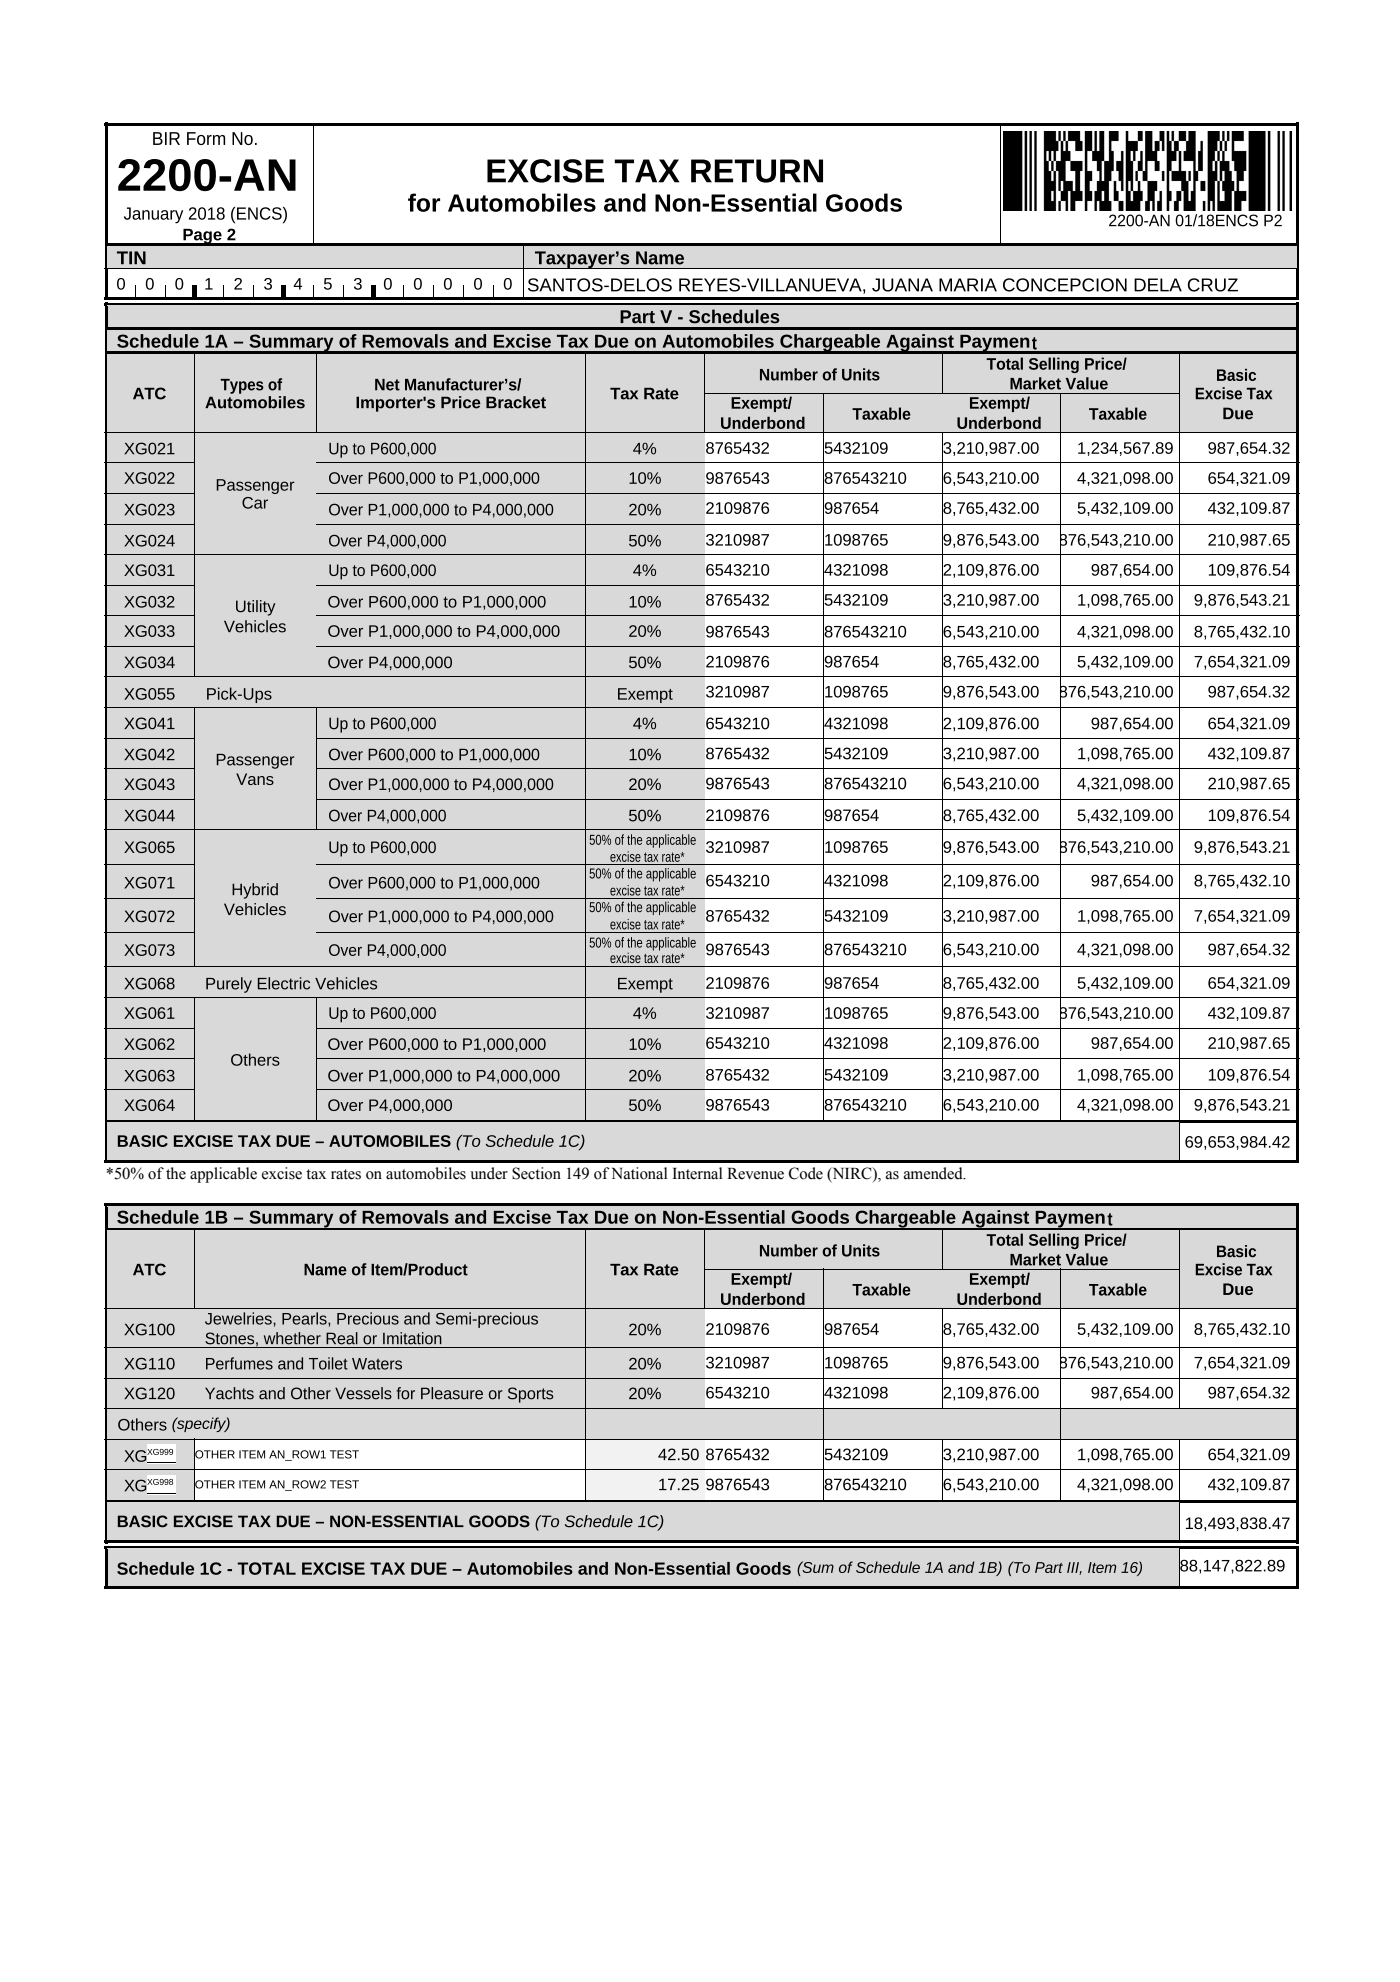 BIR Form No.
2200-AN
January 2018 (ENCS)
Page 2
EXCISE TAX RETURN
for Automobiles and Non-Essential Goods
2200-AN 01/18ENCS P2
TIN Taxpayer’s Name
0 0 0 1 2 3 4 5 3 0 0 0 0 0 SANTOS-DELOS REYES-VILLANUEVA, JUANA MARIA CONCEPCION DELA CRUZ
Part V - Schedules
Schedule 1A – Summary of Removals and Excise Tax Due on Automobiles Chargeable Against Payment
ATC
Types of
Automobiles
Net Manufacturer’s/
Importer's Price Bracket
Tax Rate
Number of Units
Exempt/
Underbond
Taxable
Total Selling Price/
Market Value
Exempt/
Underbond
Taxable
Basic
Excise Tax
Due
XG021 Up to P600,000 4% 8765432 5432109 3,210,987.00 1,234,567.89 987,654.32
Passenger
Car
XG022 Over P600,000 to P1,000,000 10% 9876543 876543210 6,543,210.00 4,321,098.00 654,321.09
XG023 Over P1,000,000 to P4,000,000 20% 2109876 987654 8,765,432.00 5,432,109.00 432,109.87
XG024 Over P4,000,000 50% 3210987 1098765 9,876,543.00 876,543,210.00 210,987.65
XG031 Up to P600,000 4% 6543210 4321098 2,109,876.00 987,654.00 109,876.54
Utility
Vehicles
XG032 Over P600,000 to P1,000,000 10% 8765432 5432109 3,210,987.00 1,098,765.00 9,876,543.21
XG033 Over P1,000,000 to P4,000,000 20% 9876543 876543210 6,543,210.00 4,321,098.00 8,765,432.10
XG034 Over P4,000,000 50% 2109876 987654 8,765,432.00 5,432,109.00 7,654,321.09
XG055 Pick-Ups Exempt 3210987 1098765 9,876,543.00 876,543,210.00 987,654.32
XG041 Up to P600,000 4% 6543210 4321098 2,109,876.00 987,654.00 654,321.09
Passenger
Vans
XG042 Over P600,000 to P1,000,000 10% 8765432 5432109 3,210,987.00 1,098,765.00 432,109.87
XG043 Over P1,000,000 to P4,000,000 20% 9876543 876543210 6,543,210.00 4,321,098.00 210,987.65
XG044 Over P4,000,000 50% 2109876 987654 8,765,432.00 5,432,109.00 109,876.54
XG065 Up to P600,000 50% of the applicable excise tax rate* 3210987 1098765 9,876,543.00 876,543,210.00 9,876,543.21
Hybrid
Vehicles
XG071 Over P600,000 to P1,000,000 50% of the applicable excise tax rate* 6543210 4321098 2,109,876.00 987,654.00 8,765,432.10
XG072 Over P1,000,000 to P4,000,000 50% of the applicable excise tax rate* 8765432 5432109 3,210,987.00 1,098,765.00 7,654,321.09
XG073 Over P4,000,000 50% of the applicable excise tax rate* 9876543 876543210 6,543,210.00 4,321,098.00 987,654.32
XG068 Purely Electric Vehicles Exempt 2109876 987654 8,765,432.00 5,432,109.00 654,321.09
XG061 Up to P600,000 4% 3210987 1098765 9,876,543.00 876,543,210.00 432,109.87
Others
XG062 Over P600,000 to P1,000,000 10% 6543210 4321098 2,109,876.00 987,654.00 210,987.65
XG063 Over P1,000,000 to P4,000,000 20% 8765432 5432109 3,210,987.00 1,098,765.00 109,876.54
XG064 Over P4,000,000 50% 9876543 876543210 6,543,210.00 4,321,098.00 9,876,543.21
BASIC EXCISE TAX DUE – AUTOMOBILES (To Schedule 1C) 69,653,984.42
*50% of the applicable excise tax rates on automobiles under Section 149 of National Internal Revenue Code (NIRC), as amended.
Schedule 1B – Summary of Removals and Excise Tax Due on Non-Essential Goods Chargeable Against Payment
ATC
Name of Item/Product
Tax Rate
Number of Units
Exempt/
Underbond
Taxable
Total Selling Price/
Market Value
Exempt/
Underbond
Taxable
Basic
Excise Tax
Due
XG100 Jewelries, Pearls, Precious and Semi-precious Stones, whether Real or Imitation 20% 2109876 987654 8,765,432.00 5,432,109.00 8,765,432.10
XG110 Perfumes and Toilet Waters 20% 3210987 1098765 9,876,543.00 876,543,210.00 7,654,321.09
XG120 Yachts and Other Vessels for Pleasure or Sports 20% 6543210 4321098 2,109,876.00 987,654.00 987,654.32
Others (specify)
XG XG999 OTHER ITEM AN_ROW1 TEST 42.50 8765432 5432109 3,210,987.00 1,098,765.00 654,321.09
XG XG998 OTHER ITEM AN_ROW2 TEST 17.25 9876543 876543210 6,543,210.00 4,321,098.00 432,109.87
BASIC EXCISE TAX DUE – NON-ESSENTIAL GOODS (To Schedule 1C) 18,493,838.47
Schedule 1C - TOTAL EXCISE TAX DUE – Automobiles and Non-Essential Goods (Sum of Schedule 1A and 1B) (To Part III, Item 16) 88,147,822.89